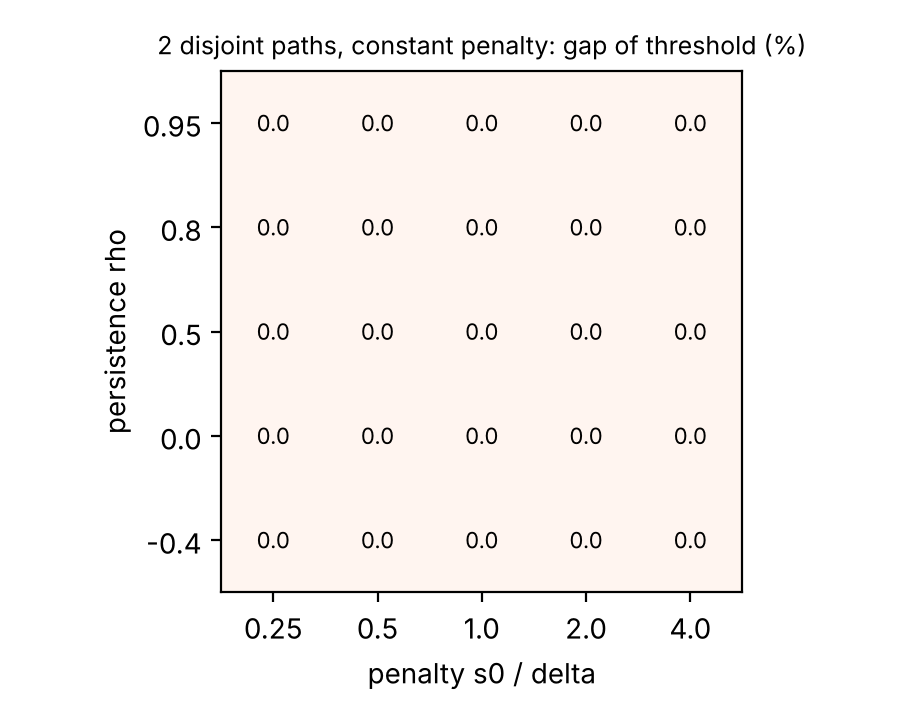 2 disjoint paths, constant penalty: gap of threshold (%)
persistence rho
0.95 0.0 0.0 0.0 0.0 0.0
0.8 0.0 0.0 0.0 0.0 0.0
0.5 0.0 0.0 0.0 0.0 0.0
0.0 0.0 0.0 0.0 0.0 0.0
-0.4 0.0 0.0 0.0 0.0 0.0
0.25 0.5 1.0 2.0 4.0
penalty s0 / delta